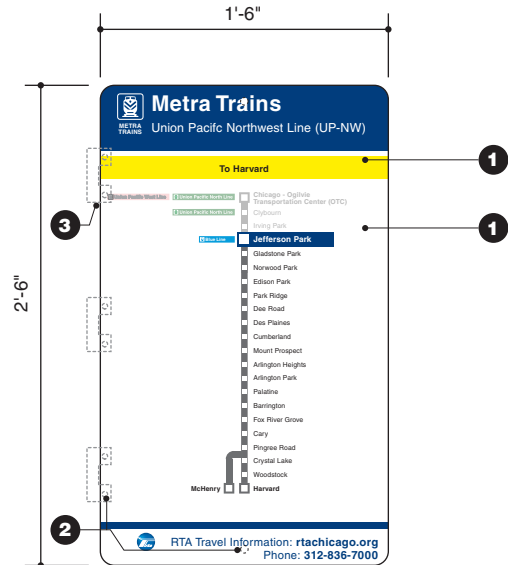 1'-6"
METRA
TRAINS
Metra Trains
Union Pacifc Northwest Line (UP-NW)
1
To Harvard
Union Pacific West Line
Union Pacific North Line
Chicago - Ogilvie
Transportation Center (OTC)
3
Union Pacific North Line
Clybourn
1
Irving Park
Blue Line
Jefferson Park
Gladstone Park
Norwood Park
2'-6"
Edison Park
Park Ridge
Dee Road
Des Plaines
Cumberland
Mount Prospect
Arlington Heights
Arlington Park
Palatine
Barrington
Fox River Grove
Cary
Pingree Road
Crystal Lake
Woodstock
McHenry
Harvard
2
RTA Travel Information: rtachicago.org
Phone: 312-836-7000